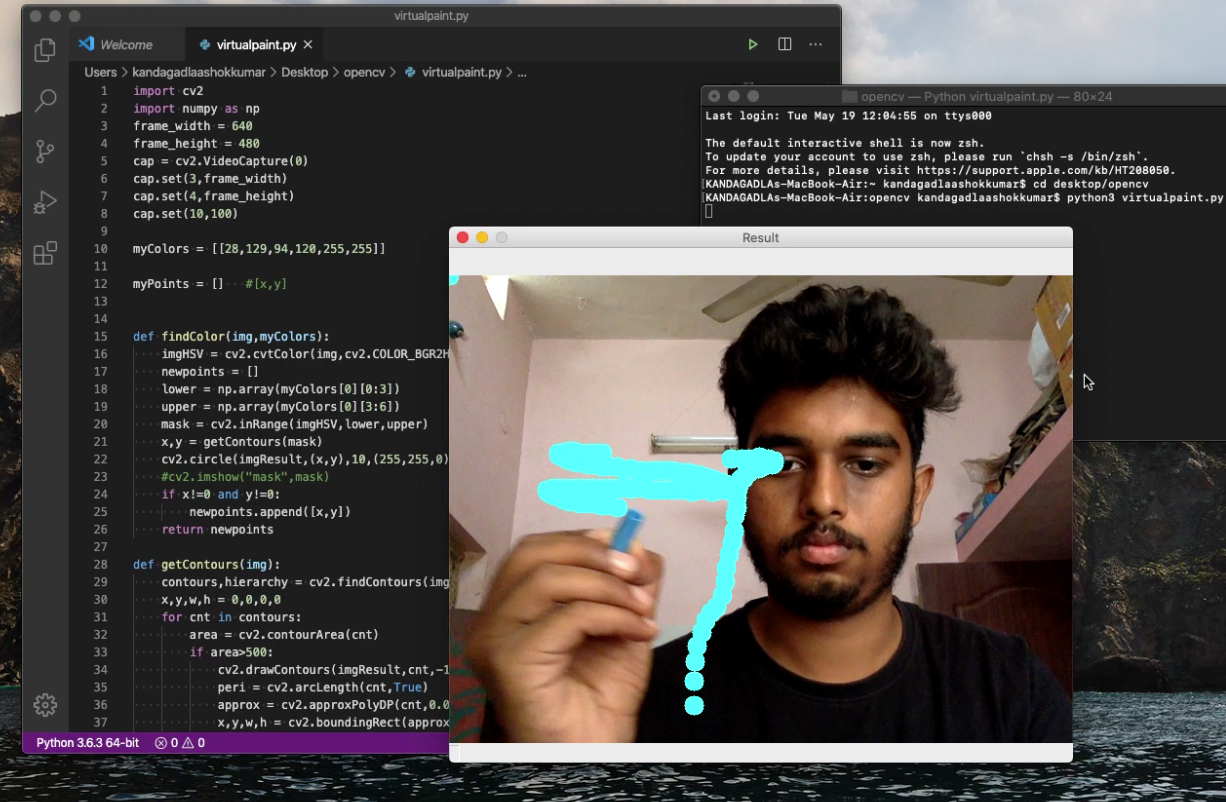 virtualpaint.py
Welcome
virtualpaint.py
Users > kandagadlaashokkumar > Desktop > opencv > virtualpaint.py > ...
1 import cv2
2 import numpy as np
3 frame_width = 640
4 frame_height = 480
5 cap = cv2.VideoCapture(0)
6 cap.set(3,frame_width)
7 cap.set(4,frame_height)
8 cap.set(10,100)
9
10 myColors = [[28,129,94,120,255,255]]
11
12 myPoints = [] #[x,y]
13
14
15 def findColor(img,myColors):
16 imgHSV = cv2.cvtColor(img,cv2.COLOR_BGR2H
17 newpoints = []
18 lower = np.array(myColors[0][0:3])
19 upper = np.array(myColors[0][3:6])
20 mask = cv2.inRange(imgHSV,lower,upper)
21 x,y = getContours(mask)
22 cv2.circle(imgResult,(x,y),10,(255,255,0)
23 #cv2.imshow("mask",mask)
24 if x!=0 and y!=0:
25 newpoints.append([x,y])
26 return newpoints
27
28 def getContours(img):
29 contours,hierarchy = cv2.findContours(img
30 x,y,w,h = 0,0,0,0
31 for cnt in contours:
32 area = cv2.contourArea(cnt)
33 if area>500:
34 cv2.drawContours(imgResult,cnt,-1
35 peri = cv2.arcLength(cnt,True)
36 approx = cv2.approxPolyDP(cnt,0.0
37 x,y,w,h = cv2.boundingRect(approx
Python 3.6.3 64-bit 0 0
opencv — Python virtualpaint.py — 80×24
Last login: Tue May 19 12:04:55 on ttys000
The default interactive shell is now zsh.
To update your account to use zsh, please run `chsh -s /bin/zsh`.
For more details, please visit https://support.apple.com/kb/HT208050.
[KANDAGADLAs-MacBook-Air:~ kandagadlaashokkumar$ cd desktop/opencv
[KANDAGADLAs-MacBook-Air:opencv kandagadlaashokkumar$ python3 virtualpaint.py
Result